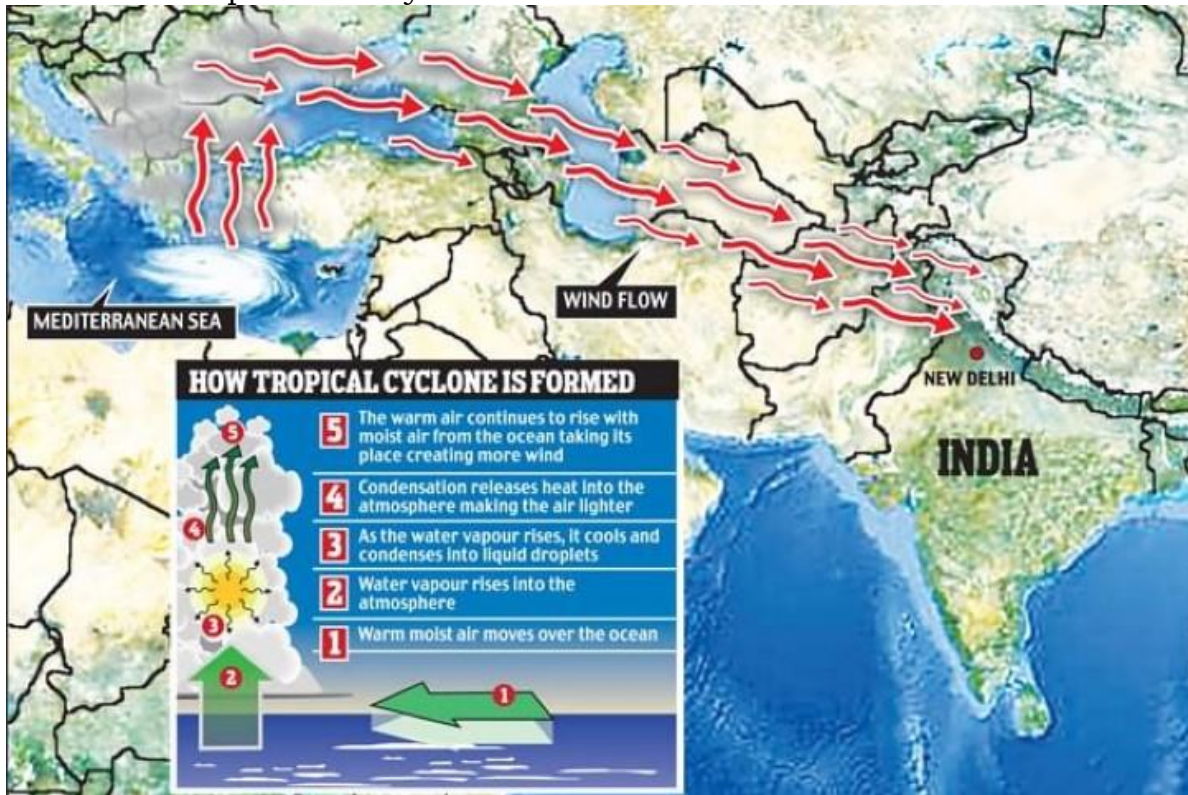 MEDITERRANEAN SEA
WIND FLOW
NEW DELHI
INDIA
HOW TROPICAL CYCLONE IS FORMED
5
5 The warm air continues to rise with
moist air from the ocean taking its
place creating more wind
4
4 Condensation releases heat into the
atmosphere making the air lighter
3 As the water vapour rises, it cools and
condenses into liquid droplets
2 Water vapour rises into the
atmosphere
3
1 Warm moist air moves over the ocean
2
1